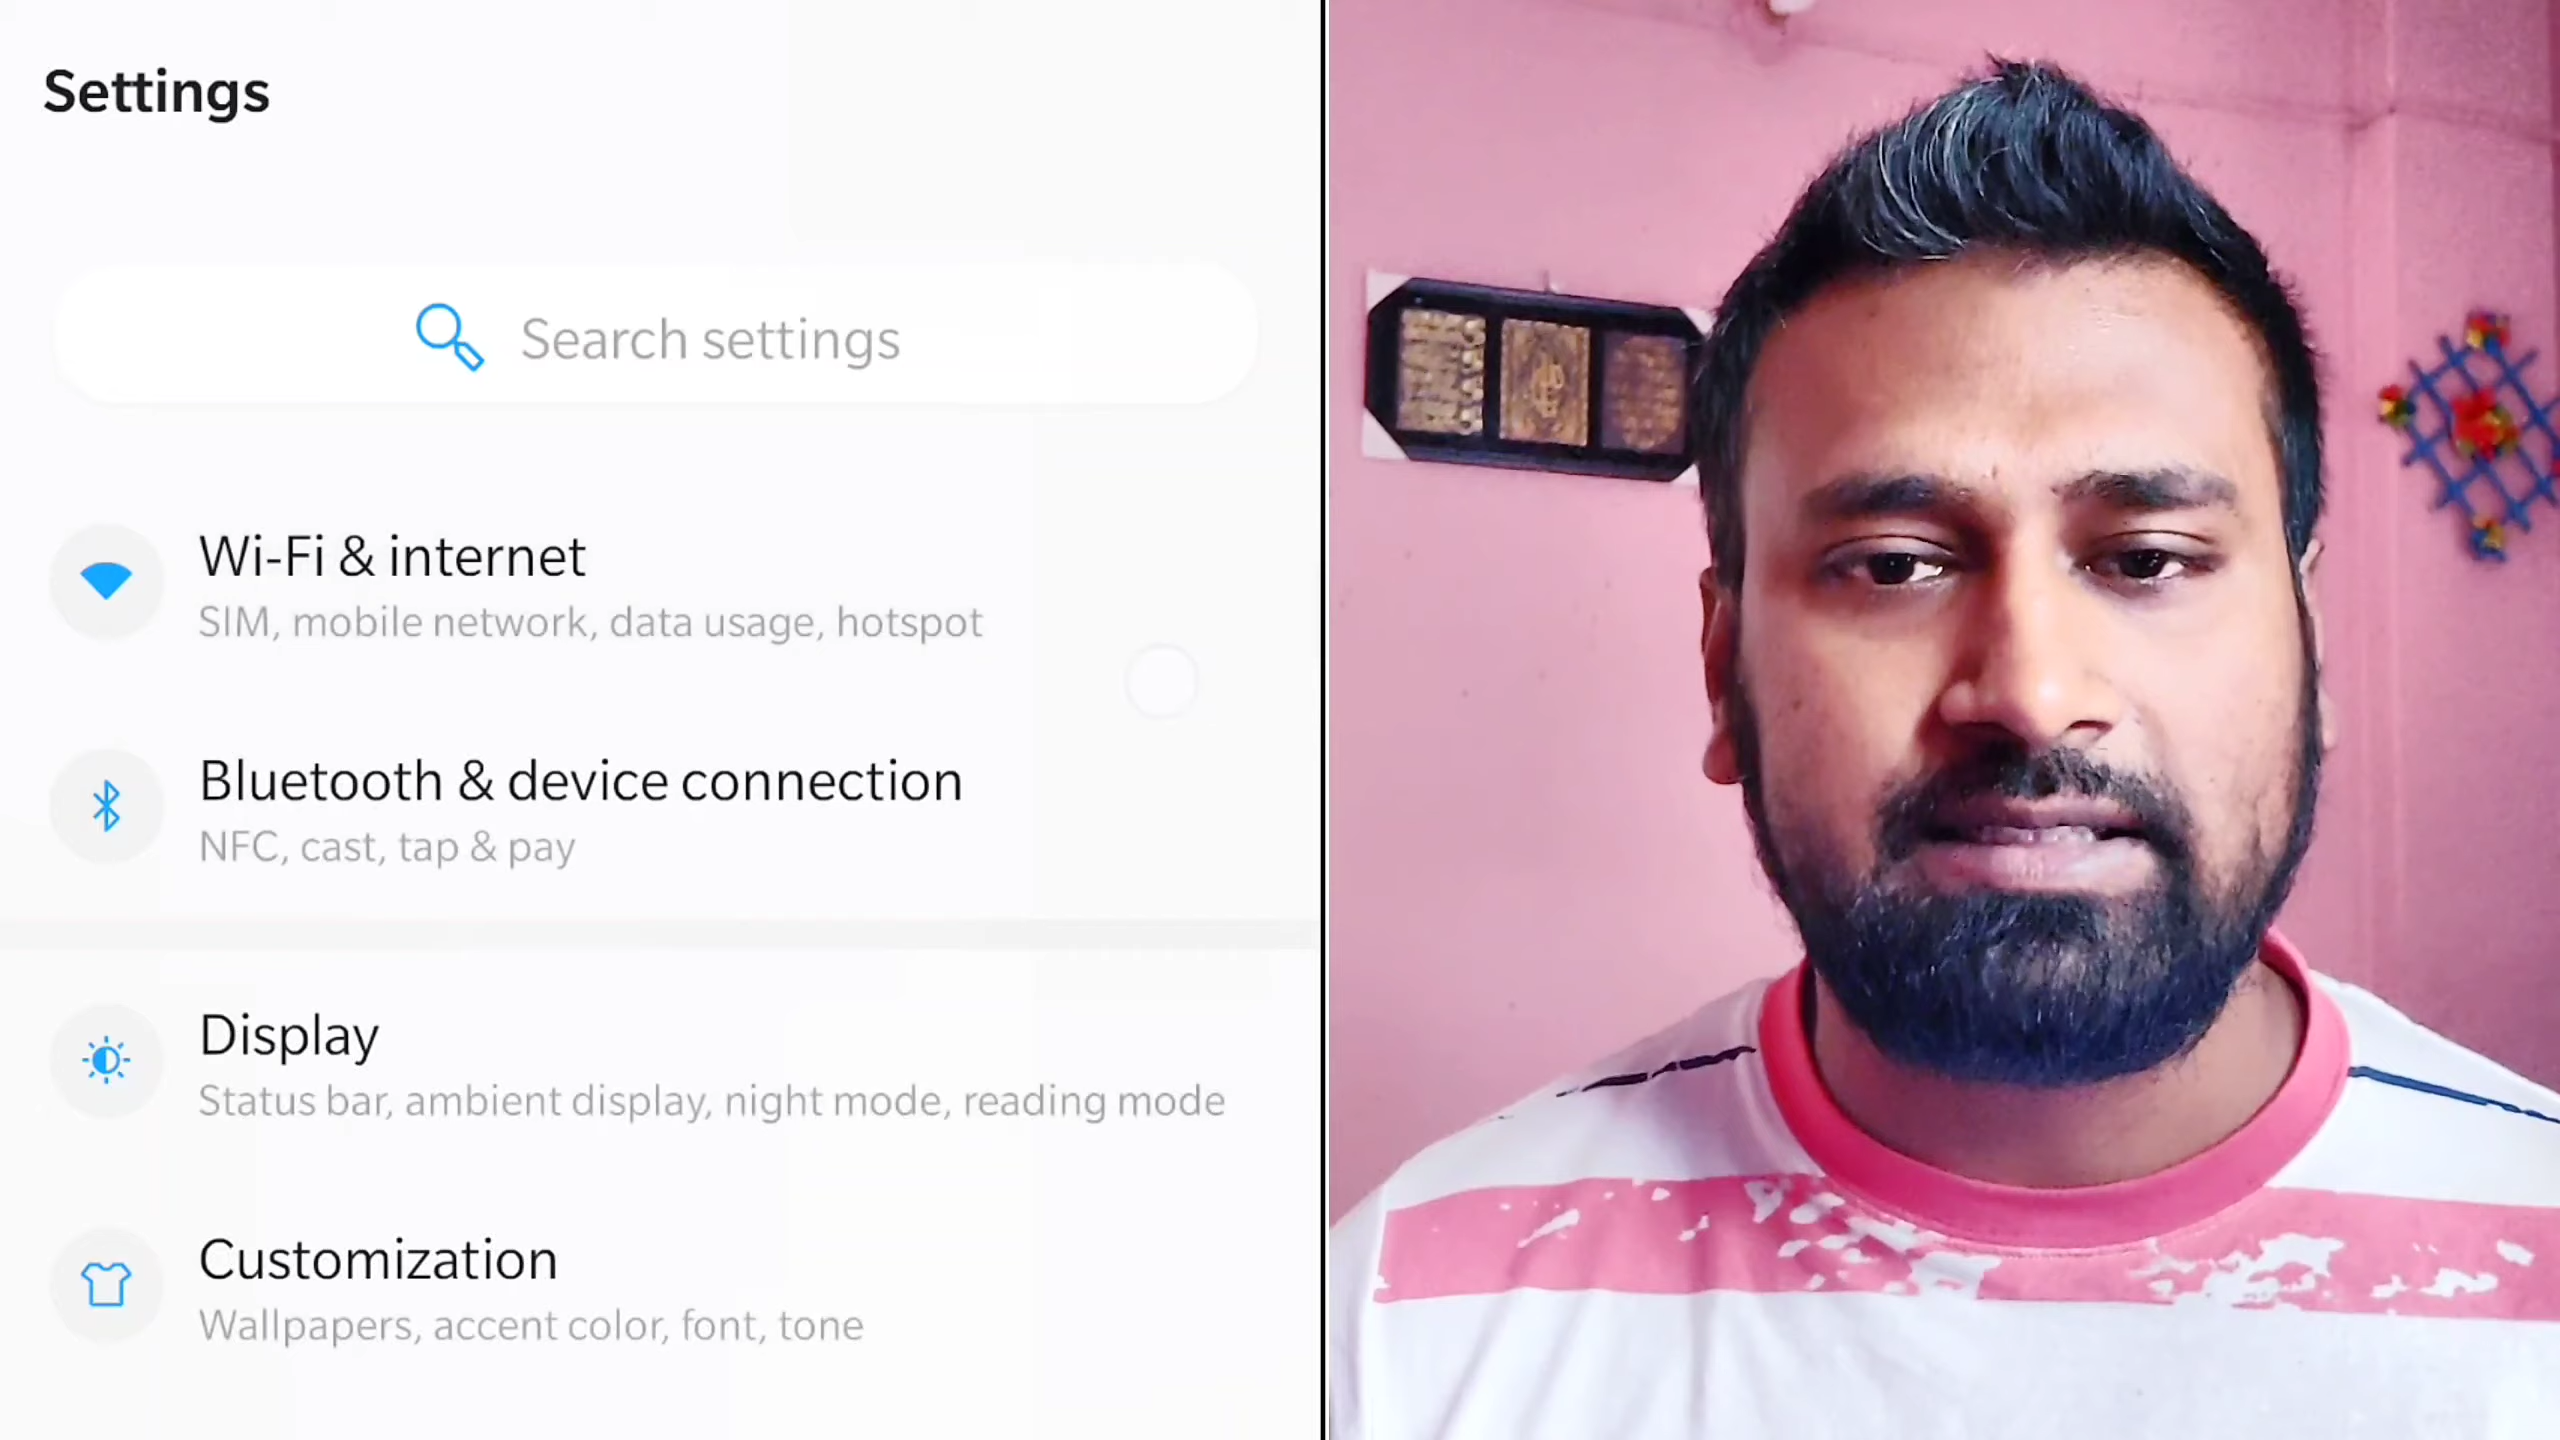 Settings
Search settings
Wi-Fi & internet
SIM, mobile network, data usage, hotspot
Bluetooth & device connection
NFC, cast, tap & pay
Display
Status bar, ambient display, night mode, reading mode
Customization
Wallpapers, accent color, font, tone